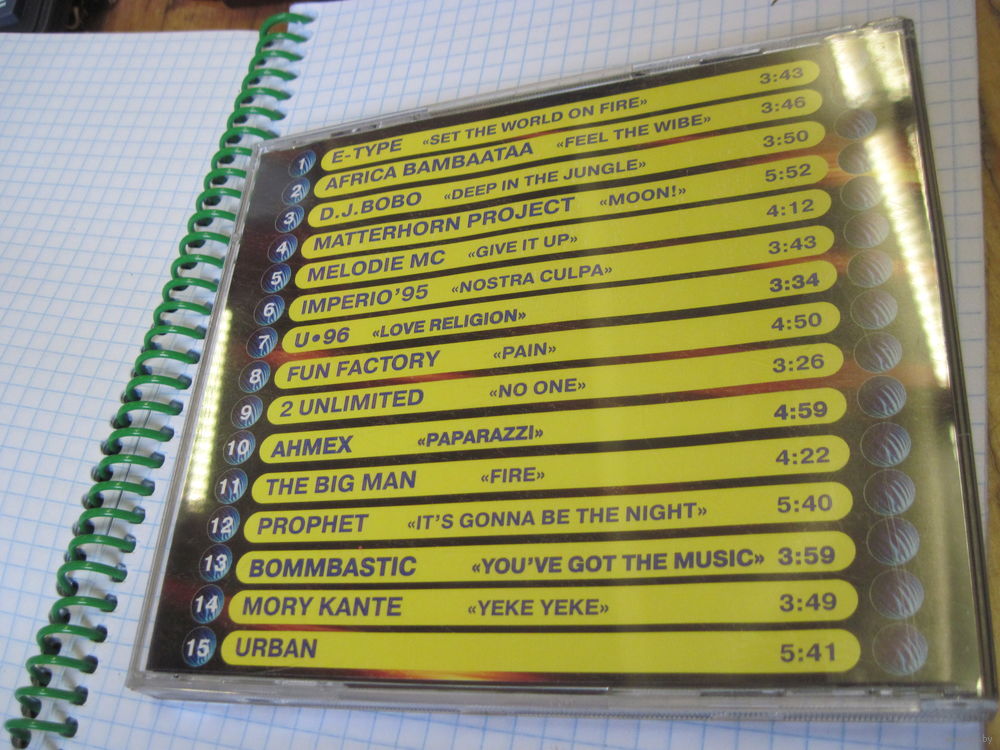 1 E-TYPE «SET THE WORLD ON FIRE» 3:43
2 AFRICA BAMBAATAA «FEEL THE WIBE» 3:46
3 D.J.BOBO «DEEP IN THE JUNGLE» 3:50
4 MATTERHORN PROJECT «MOON!» 5:52
5 MELODIE MC «GIVE IT UP» 4:12
6 IMPERIO'95 «NOSTRA CULPA» 3:43
7 U•96 «LOVE RELIGION» 3:34
8 FUN FACTORY «PAIN» 4:50
9 2 UNLIMITED «NO ONE» 3:26
10 AHMEX «PAPARAZZI» 4:59
11 THE BIG MAN «FIRE» 4:22
12 PROPHET «IT'S GONNA BE THE NIGHT» 5:40
13 BOMMBASTIC «YOU'VE GOT THE MUSIC» 3:59
14 MORY KANTE «YEKE YEKE» 3:49
15 URBAN 5:41